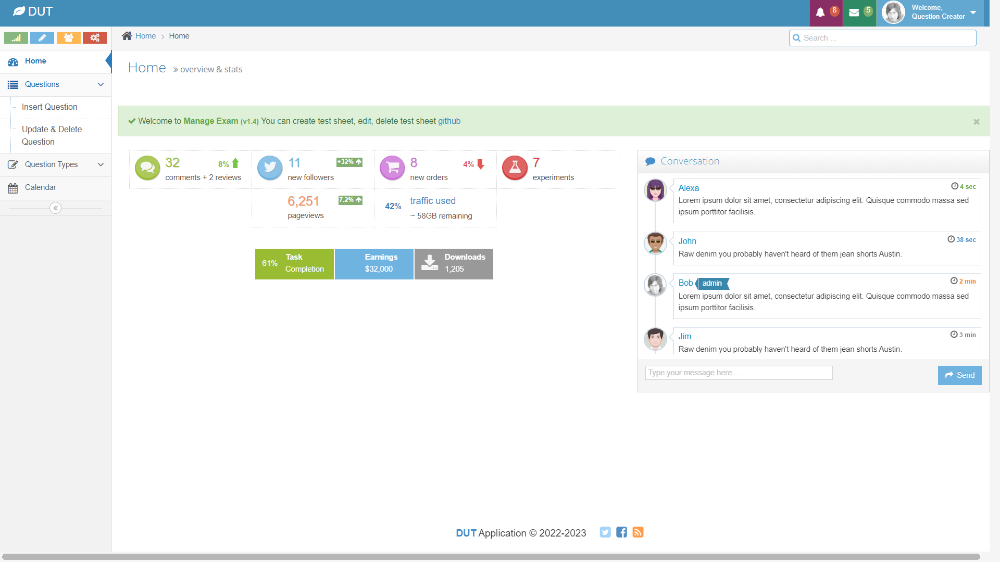 DUT
8
5
Welcome,
Question Creator
Home
Home
Search ...
Home
Questions
Insert Question
Update & Delete
Question
Question Types
Calendar
Home
overview & stats
Welcome to Manage Exam (v1.4) You can create test sheet, edit, delete test sheet github
×
32
8%
comments + 2 reviews
11
+32%
new followers
8
4%
new orders
7
experiments
6,251
7.2%
pageviews
42%
traffic used
~ 58GB remaining
61%
Task
Completion
Earnings
$32,000
Downloads
1,205
Conversation
Alexa
4 sec
Lorem ipsum dolor sit amet, consectetur adipiscing elit. Quisque commodo massa sed
ipsum porttitor facilisis.
John
38 sec
Raw denim you probably haven't heard of them jean shorts Austin.
Bob admin
2 min
Lorem ipsum dolor sit amet, consectetur adipiscing elit. Quisque commodo massa sed
ipsum porttitor facilisis.
Jim
3 min
Raw denim you probably haven't heard of them jean shorts Austin.
Type your message here ...
Send
DUT Application © 2022-2023